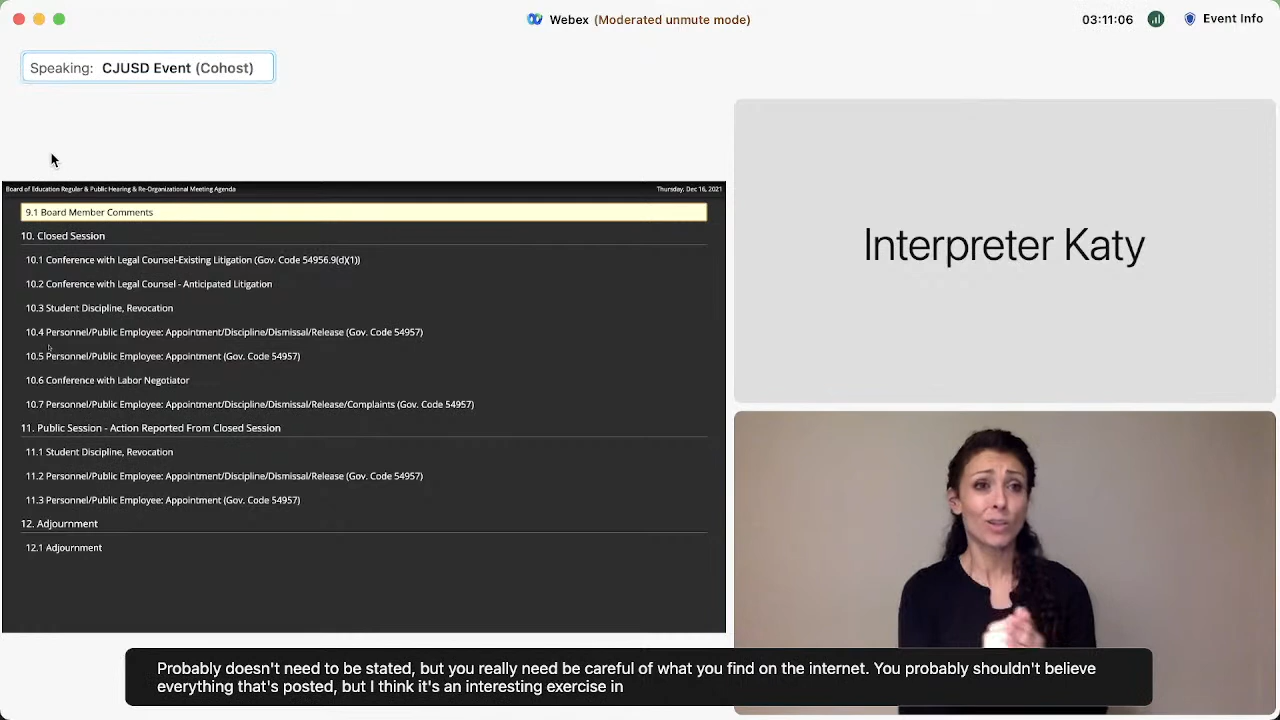 Webex (Moderated unmute mode)
03:11:06
Event Info
Speaking: CJUSD Event (Cohost)
Board of Education Regular & Public Hearing & Re-Organizational Meeting Agenda
Thursday, Dec 16, 2021
9.1 Board Member Comments
10. Closed Session
10.1 Conference with Legal Counsel-Existing Litigation (Gov. Code 54956.9(d)(1))
10.2 Conference with Legal Counsel - Anticipated Litigation
10.3 Student Discipline, Revocation
10.4 Personnel/Public Employee: Appointment/Discipline/Dismissal/Release (Gov. Code 54957)
10.5 Personnel/Public Employee: Appointment (Gov. Code 54957)
10.6 Conference with Labor Negotiator
10.7 Personnel/Public Employee: Appointment/Discipline/Dismissal/Release/Complaints (Gov. Code 54957)
11. Public Session - Action Reported From Closed Session
11.1 Student Discipline, Revocation
11.2 Personnel/Public Employee: Appointment/Discipline/Dismissal/Release (Gov. Code 54957)
11.3 Personnel/Public Employee: Appointment (Gov. Code 54957)
12. Adjournment
12.1 Adjournment
Interpreter Katy
Probably doesn't need to be stated, but you really need be careful of what you find on the internet. You probably shouldn't believe
everything that's posted, but I think it's an interesting exercise in